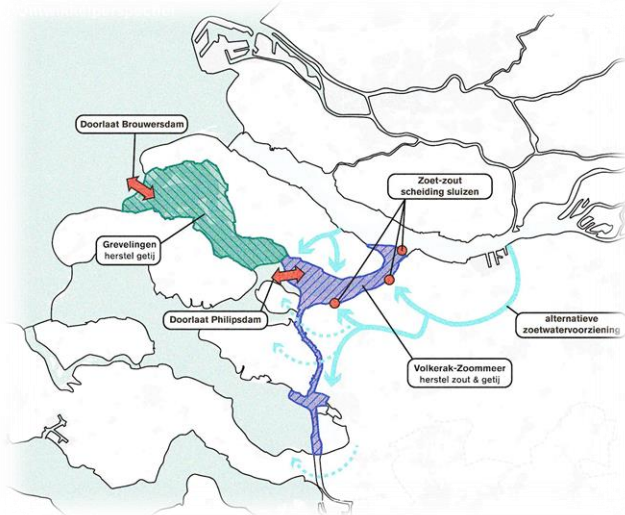 Doorlaat Brouwersdam
Zoet-zout
scheiding sluizen
Grevelingen
herstel getij
Doorlaat Philipsdam
alternatieve
zoetwatervoorziening
Volkerak-Zoommeer
herstel zout & getij